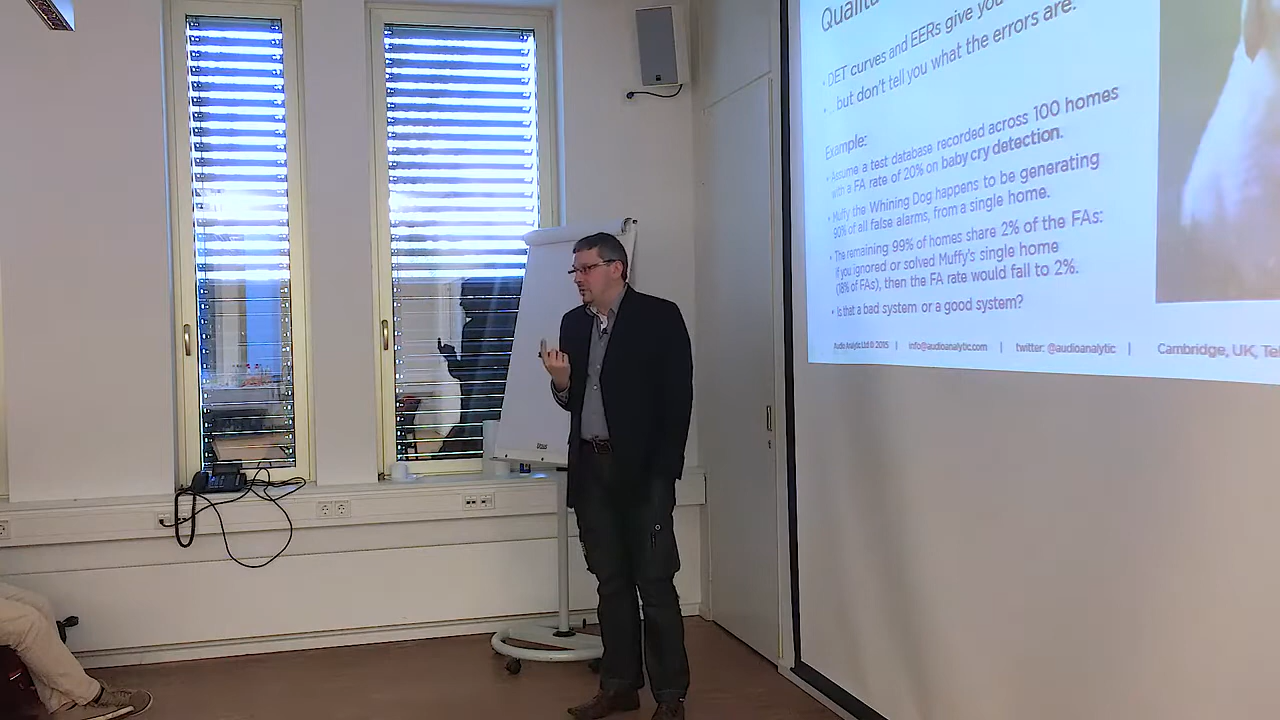 Qualit
• DET curves and EERs give you
• ... but don't tell you what the errors are.
Example:
• Assume a test database recorded across 100 homes
with a FA rate of 20% on baby cry detection.
• Muffy the Whining Dog happens to be generating
90% of all false alarms, from a single home.
• The remaining 99% of homes share 2% of the FAs:
If you ignored or solved Muffy's single home
(18% of FAs), then the FA rate would fall to 2%.
• Is that a bad system or a good system?
Audio Analytic Ltd © 2015 | info@audioanalytic.com | twitter: @audioanalytic | Cambridge, UK, Tel